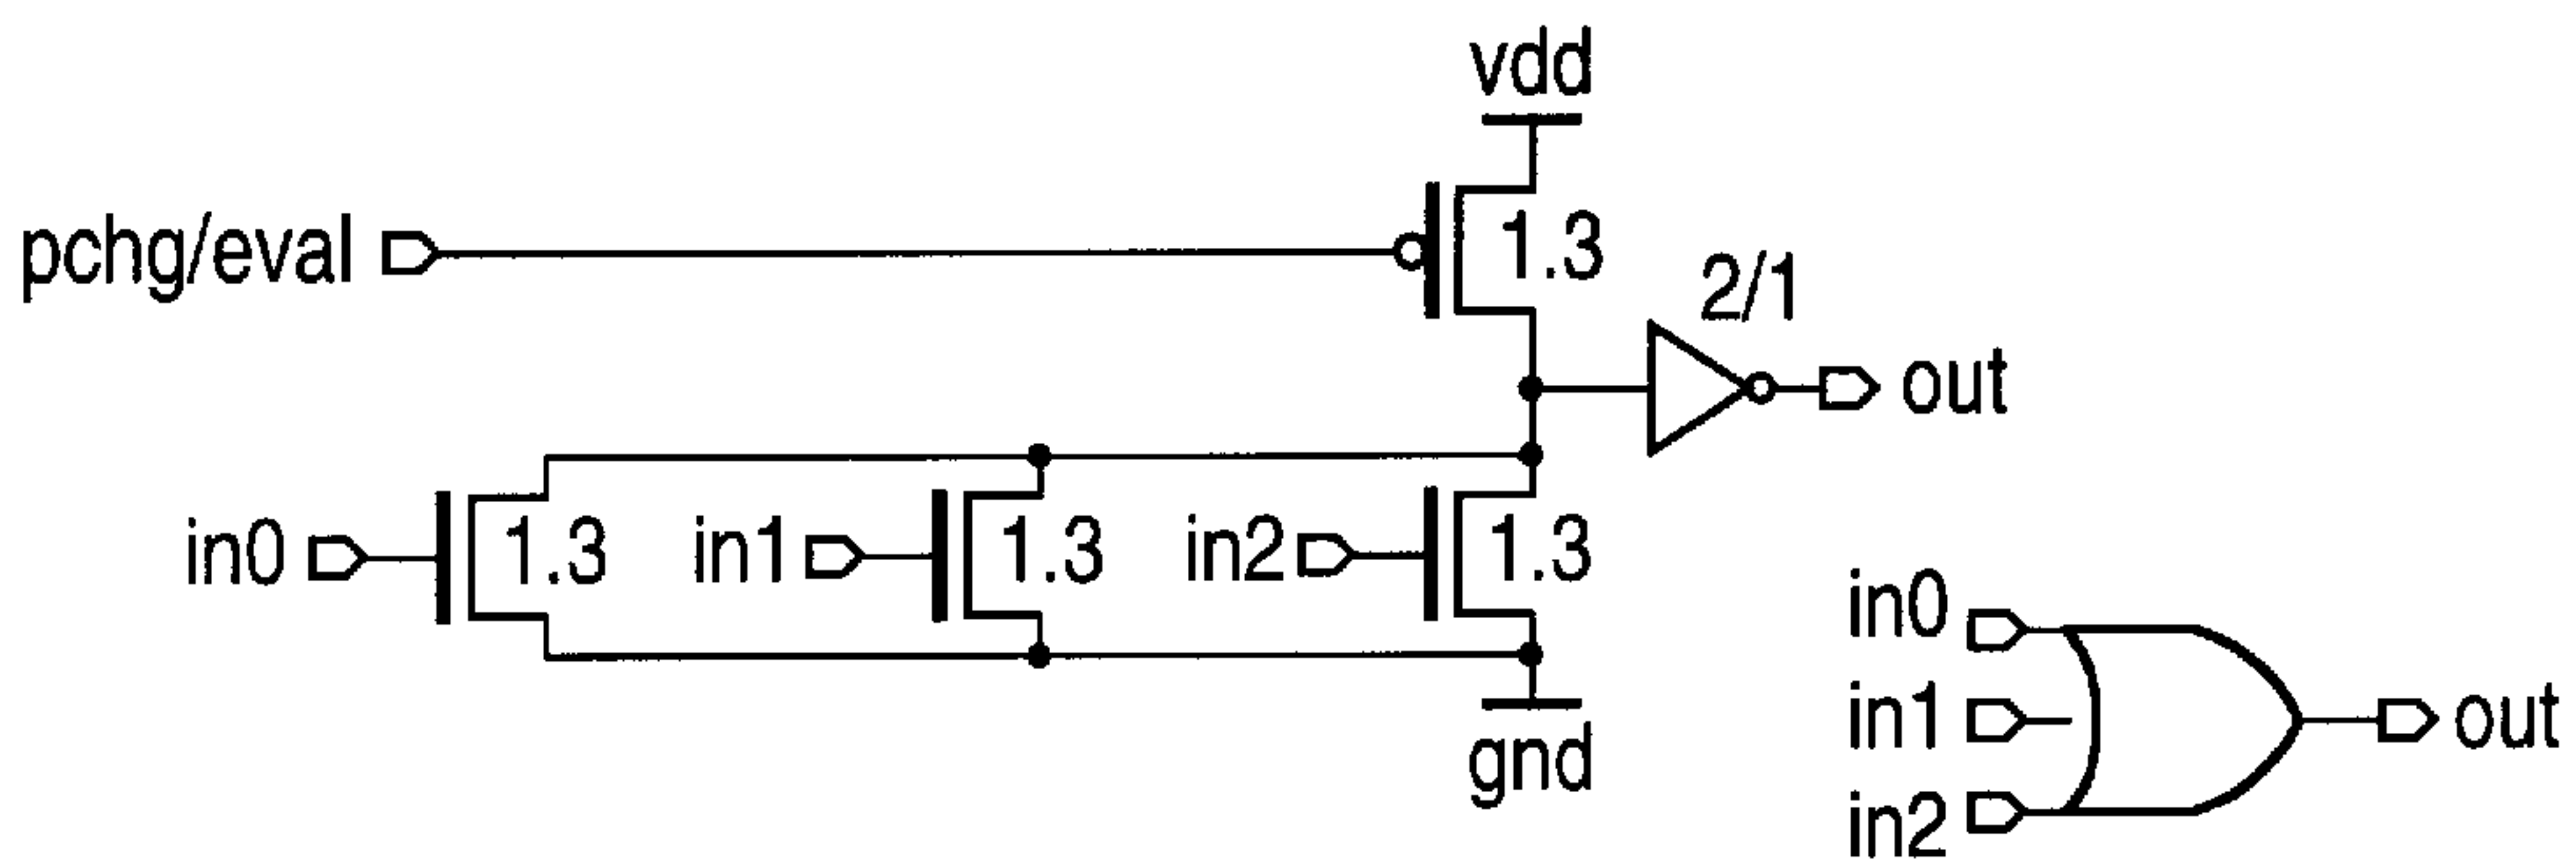 vdd
pchg/eval
1.3
2/1
out
in0
1.3
in1
1.3
in2
1.3
gnd
in0
in1
out
in2